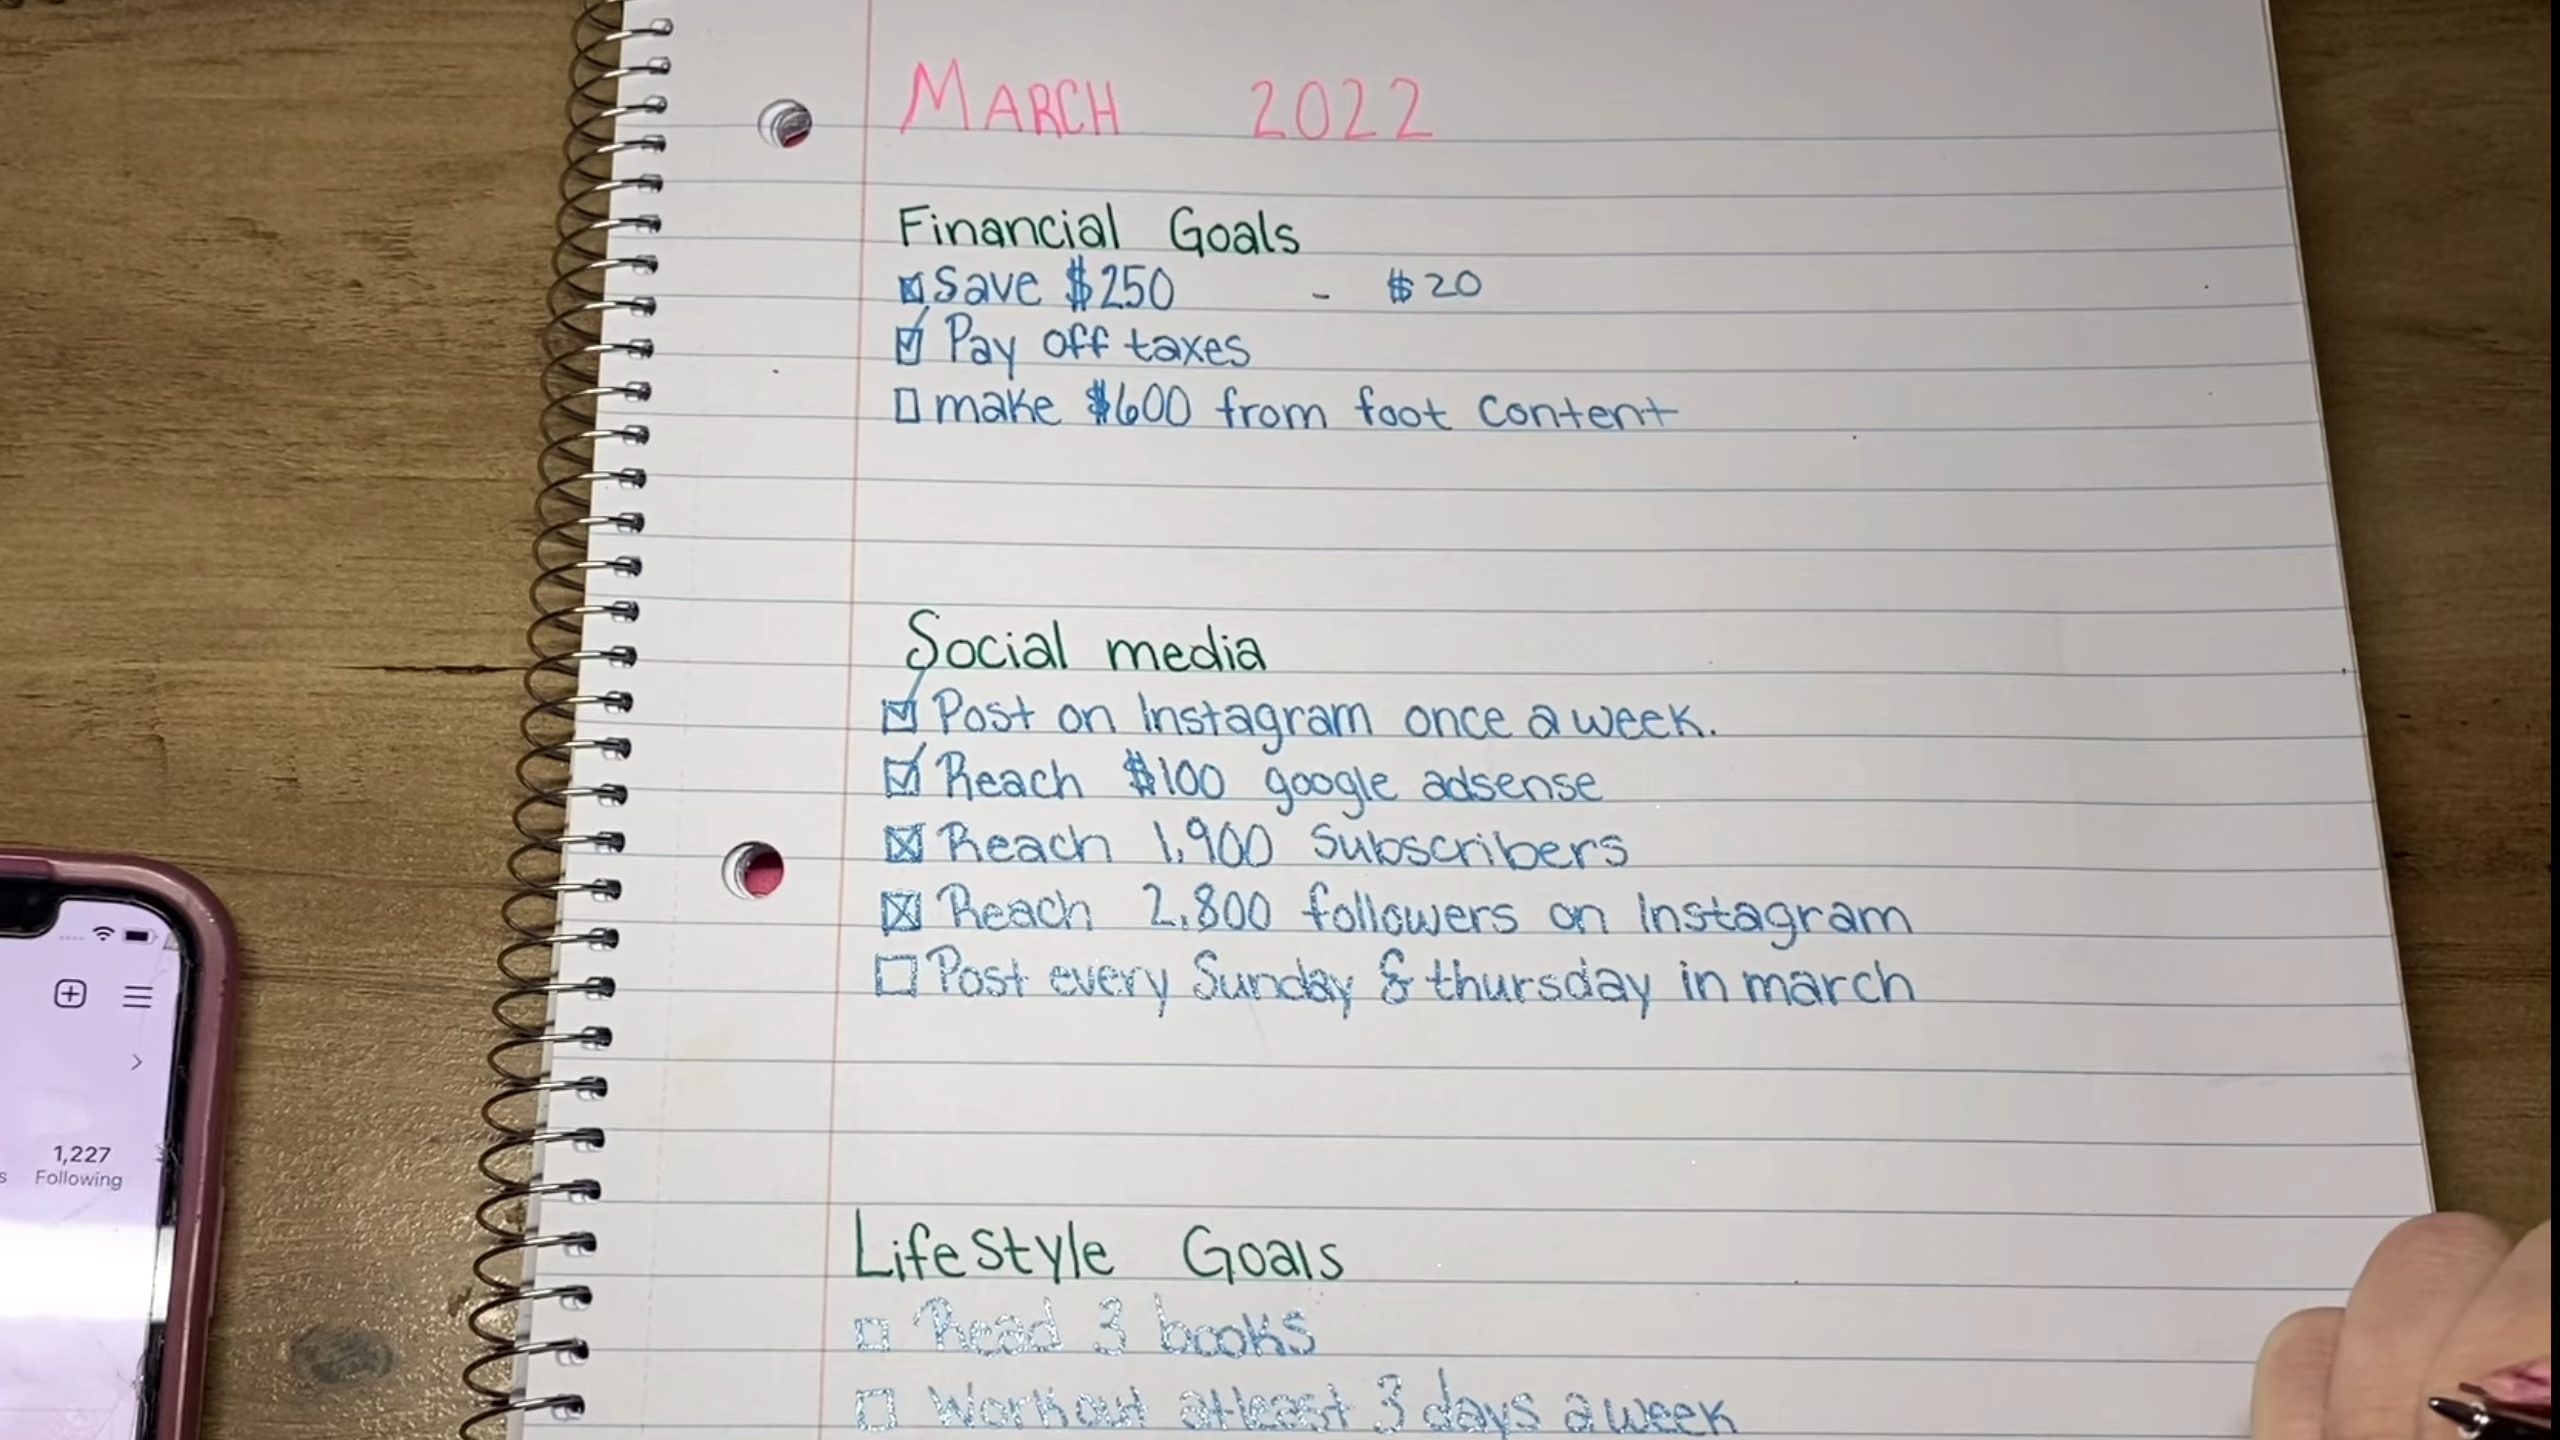 MARCH 2022
Financial Goals
Save $250 - $20
Pay off taxes
make $600 from foot content
Social media
Post on Instagram once a week.
Reach $100 google adsense
Reach 1,900 Subscribers
Reach 2,800 followers on Instagram
Post every Sunday & thursday in march
1,227
s Following
Lifestyle Goals
Read 3 books
Workout atleast 3 days a week